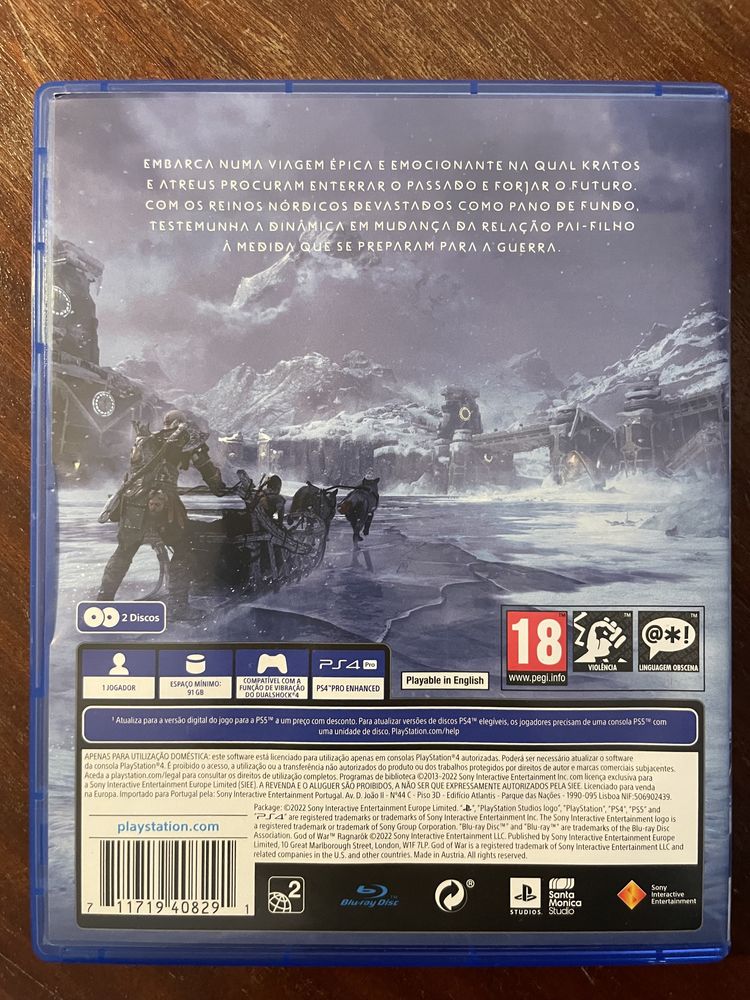 EMBARCA NUMA VIAGEM ÉPICA E EMOCIONANTE NA QUAL KRATOS
E ATREUS PROCURAM ENTERRAR O PASSADO E FORJAR O FUTURO.
COM OS REINOS NÓRDICOS DEVASTADOS COMO PANO DE FUNDO,
TESTEMUNHA A DINÂMICA EM MUDANÇA DA RELAÇÃO PAI-FILHO
À MEDIDA QUE SE PREPARAM PARA A GUERRA.
2 Discos
1 JOGADOR
ESPAÇO MÍNIMO:
91 GB
COMPATÍVEL COM A
FUNÇÃO DE VIBRAÇÃO
DO DUALSHOCK®4
PS4 Pro
PS4™PRO ENHANCED
Playable in English
18
www.pegi.info
VIOLÊNCIA
@*!
LINGUAGEM OBSCENA
¹ Atualiza para a versão digital do jogo para a PS5™ a um preço com desconto. Para atualizar versões de discos PS4™ elegíveis, os jogadores precisam de uma consola PS5™ com
uma unidade de disco. PlayStation.com/help
APENAS PARA UTILIZAÇÃO DOMÉSTICA: este software está licenciado para utilização apenas em consolas PlayStation®4 autorizadas. Poderá ser necessário atualizar o software
da consola PlayStation®4. É proibido o acesso, a utilização ou a transferência não autorizados do produto ou dos trabalhos protegidos por direitos de autor e marcas comerciais subjacentes.
Aceda a playstation.com/legal para consultar os direitos de utilização completos. Programas de biblioteca ©2013-2022 Sony Interactive Entertainment Inc. com licença exclusiva para
a Sony Interactive Entertainment Europe Limited (SIEE). A REVENDA E O ALUGUER SÃO PROIBIDOS, A NÃO SER QUE EXPRESSAMENTE AUTORIZADOS PELA SIEE. Licenciado para venda
na Europa. Importado para Portugal pela: Sony Interactive Entertainment Portugal. Av. D. João II - Nº44 C - Piso 3D - Edifício Atlantis - Parque das Nações - 1990-095 Lisboa NIF-506902439.
Package: ©2022 Sony Interactive Entertainment Europe Limited. "PS", "PlayStation Studios logo", "PlayStation", "PS4", "PS5" and
"PS4" are registered trademarks or trademarks of Sony Interactive Entertainment Inc. The Sony Interactive Entertainment logo is
a registered trademark or trademark of Sony Group Corporation. "Blu-ray Disc™" and "Blu-ray™" are trademarks of the Blu-ray Disc
Association. God of War™ Ragnarök ©2022 Sony Interactive Entertainment LLC. Published by Sony Interactive Entertainment Europe
Limited, 10 Great Marlborough Street, London, W1F 7LP. God of War is a registered trademark of Sony Interactive Entertainment LLC and
related companies in the U.S. and other countries. Made in Austria. All rights reserved.
playstation.com
7 11719 40829 1
2
Blu-ray Disc
PS STUDIOS
Santa
Monica
Studio
Sony
Interactive
Entertainment